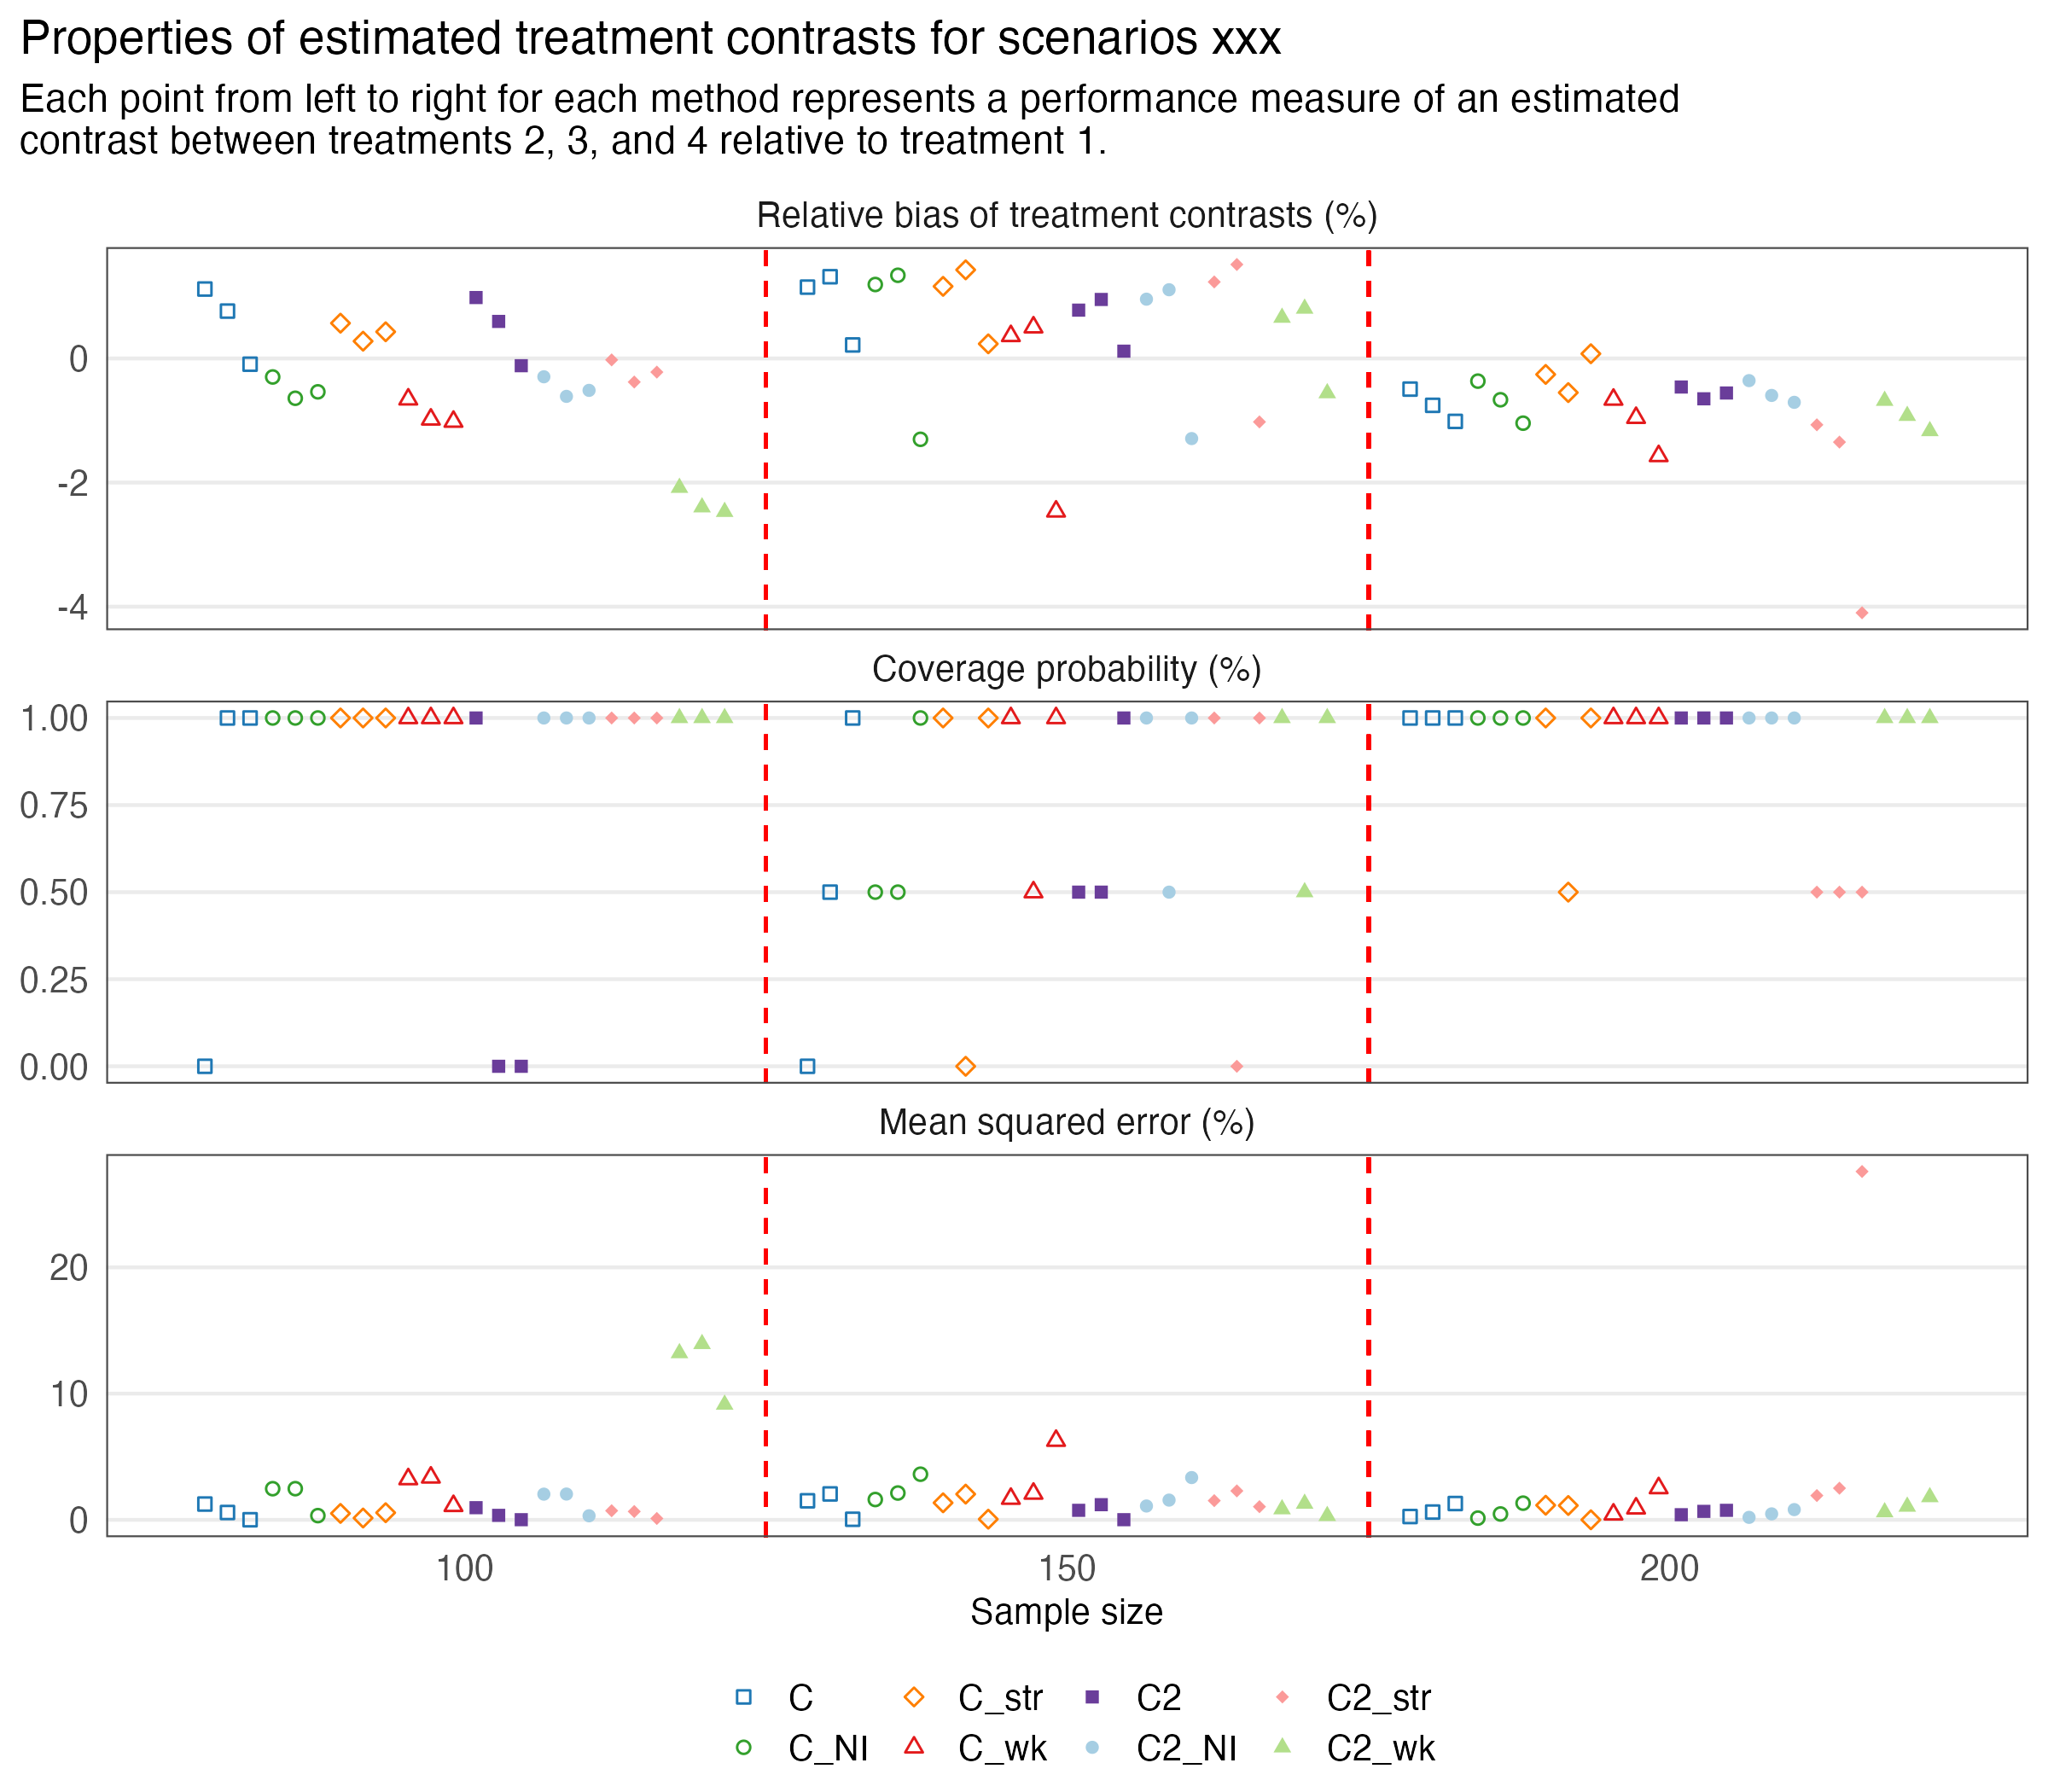 Properties of estimated treatment contrasts for scenarios xxx
Each point from left to right for each method represents a performance measure of an estimated
contrast between treatments 2, 3, and 4 relative to treatment 1.
Relative bias of treatment contrasts (%)
0
-2
-4
Coverage probability (%)
1.00
0.75
0.50
0.25
0.00
Mean squared error (%)
20
10
0
100 150 200
Sample size
C C_str C2 C2_str
C_NI C_wk C2_NI C2_wk